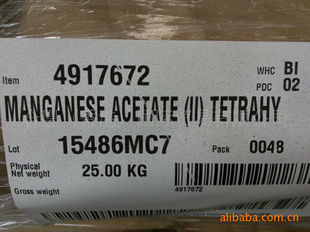 Item 4917672 WHC BI
PDC 02
MANGANESE ACETATE (II) TETRAHY
Lot 15486MC7 Pack 0048
Physical
Net weight 25.00 KG
Gross weight
4917672
alibaba.com.cn